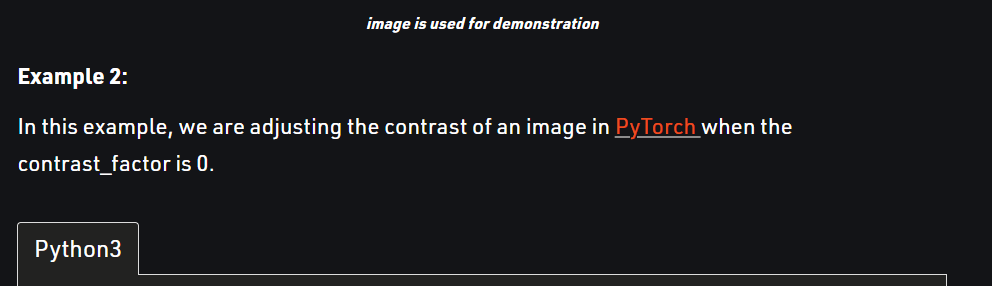 image is used for demonstration
Example 2:
In this example, we are adjusting the contrast of an image in PyTorch when the
contrast_factor is 0.
Python3